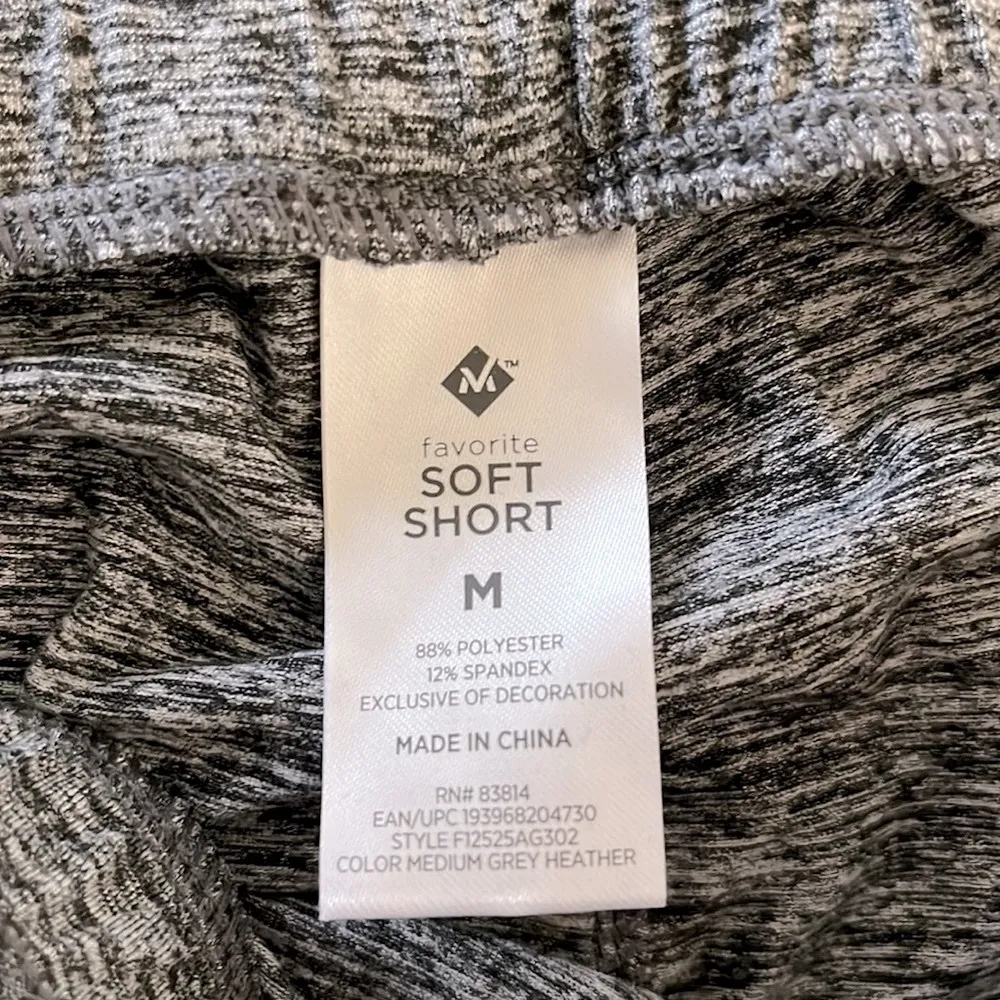 M™
favorite
SOFT
SHORT
M
88% POLYESTER
12% SPANDEX
EXCLUSIVE OF DECORATION
MADE IN CHINA
RN# 83814
EAN/UPC 193968204730
STYLE F12525AG302
COLOR MEDIUM GREY HEATHER